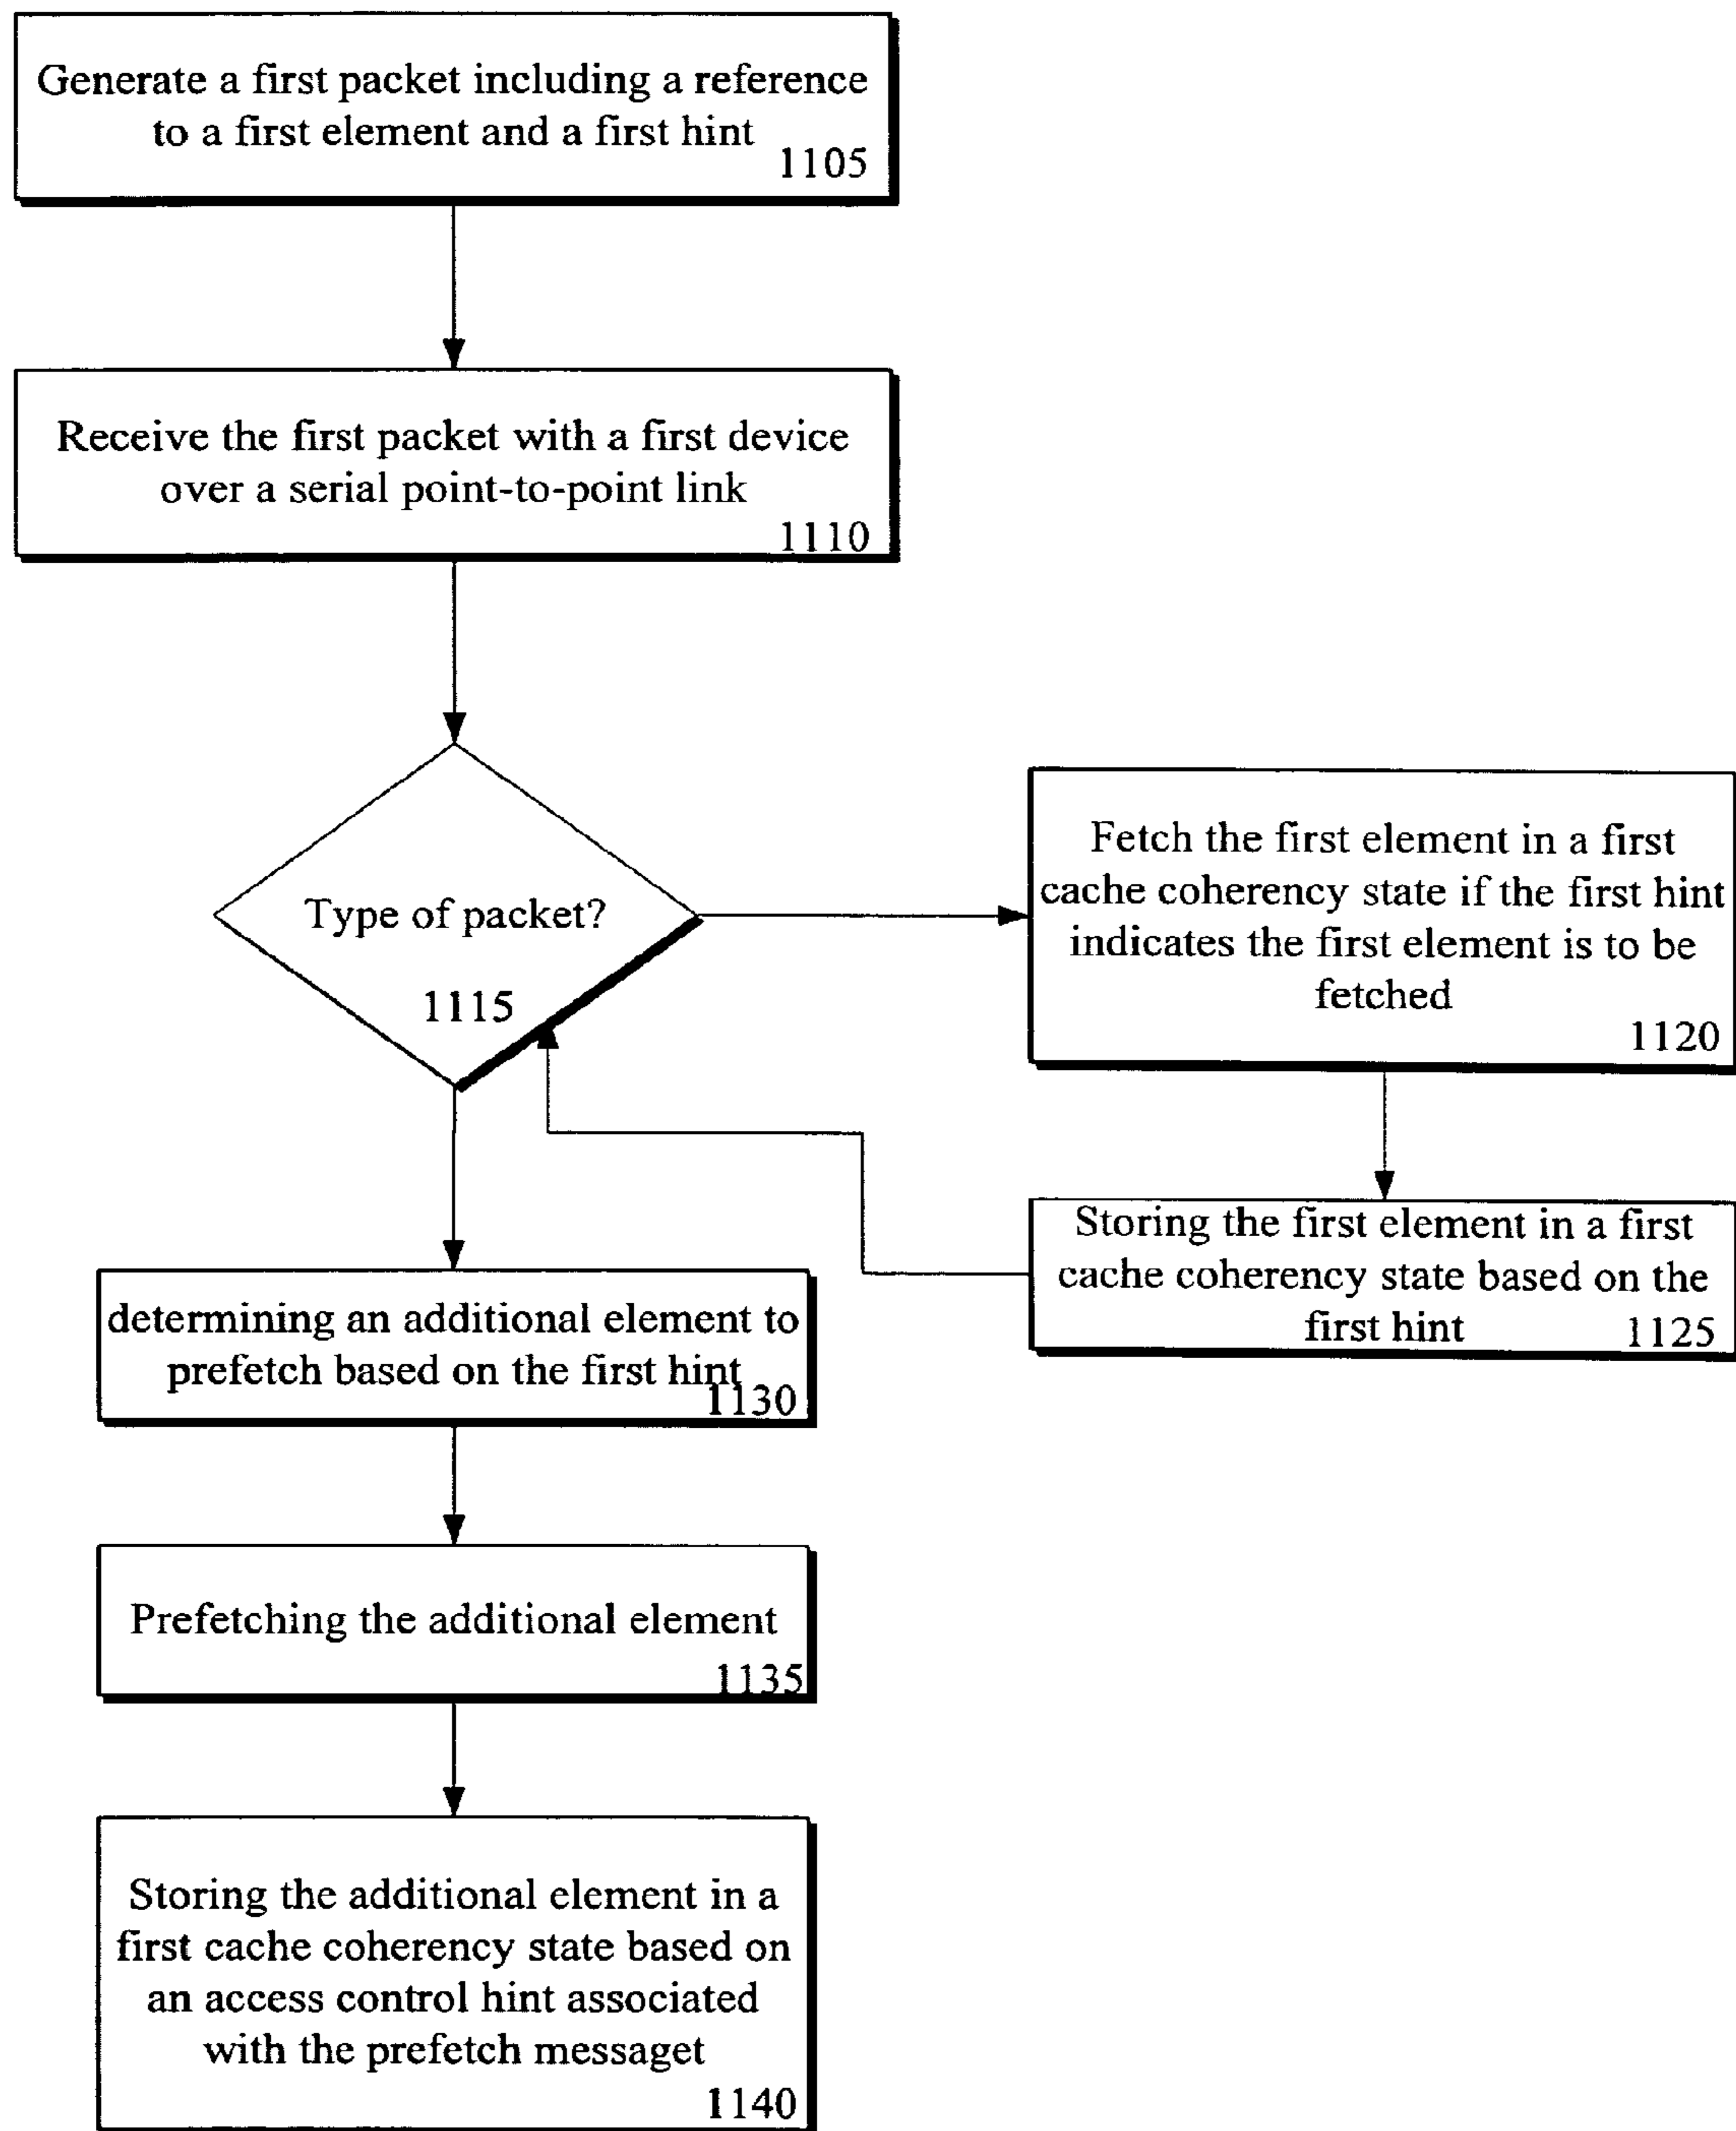 Generate a first packet including a reference
to a first element and a first hint
1105
Receive the first packet with a first device
over a serial point-to-point link
1110
Type of packet?
1115
Fetch the first element in a first
cache coherency state if the first hint
indicates the first element is to be
fetched
1120
Storing the first element in a first
cache coherency state based on the
first hint 1125
determining an additional element to
prefetch based on the first hint
1130
Prefetching the additional element
1135
Storing the additional element in a
first cache coherency state based on
an access control hint associated
with the prefetch messaget
1140